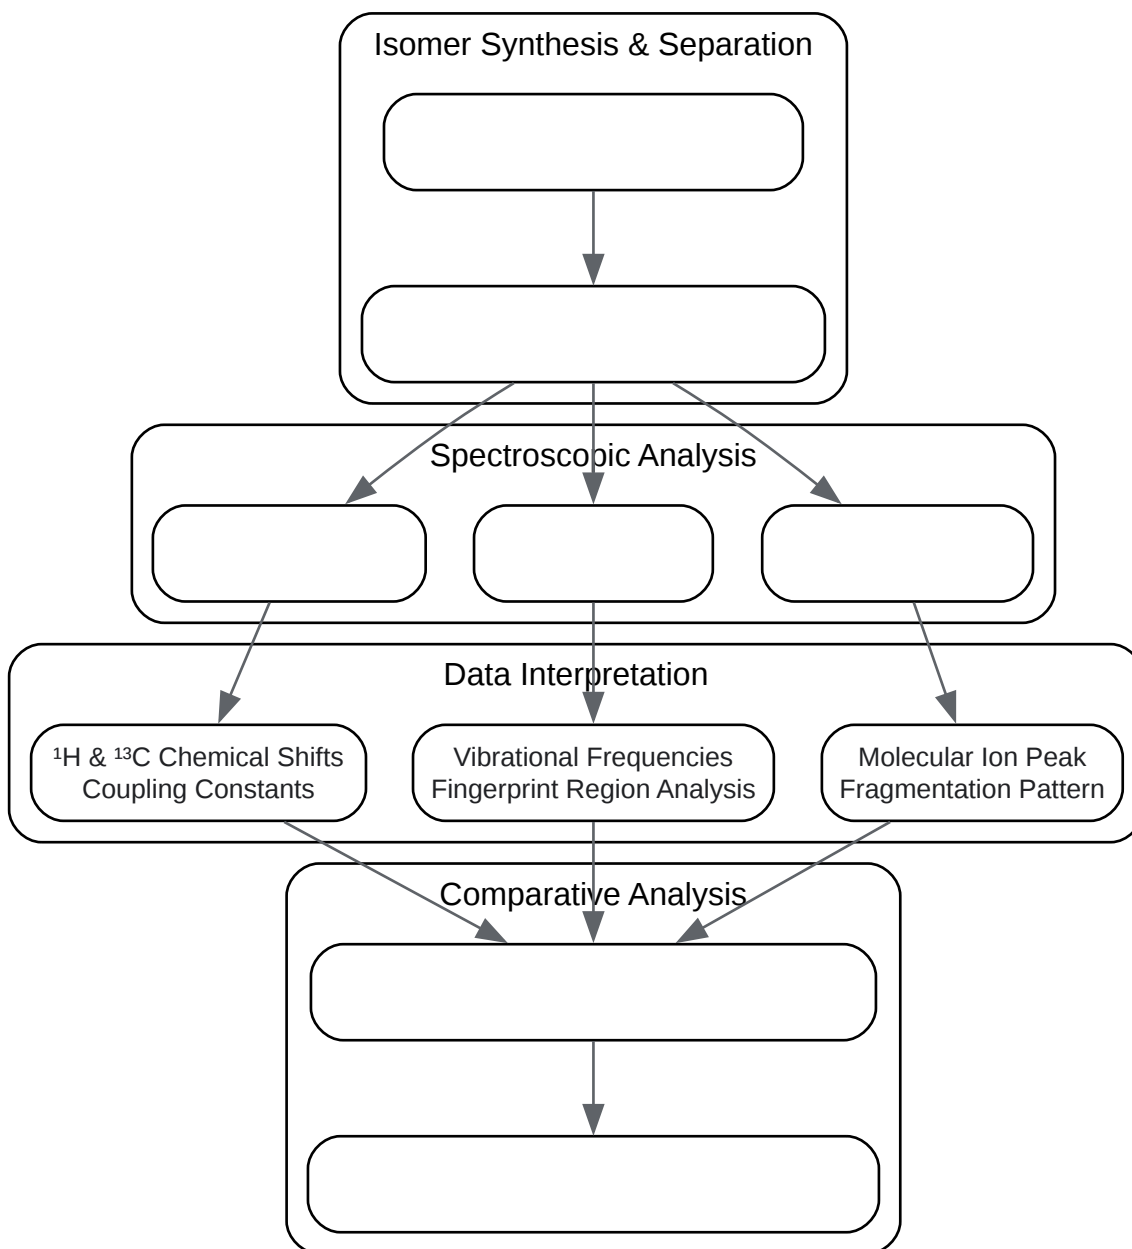 Isomer Synthesis & Separation
Spectroscopic Analysis
Data Interpretation
¹H & ¹³C Chemical Shifts
Coupling Constants
Vibrational Frequencies
Fingerprint Region Analysis
Molecular Ion Peak
Fragmentation Pattern
Comparative Analysis